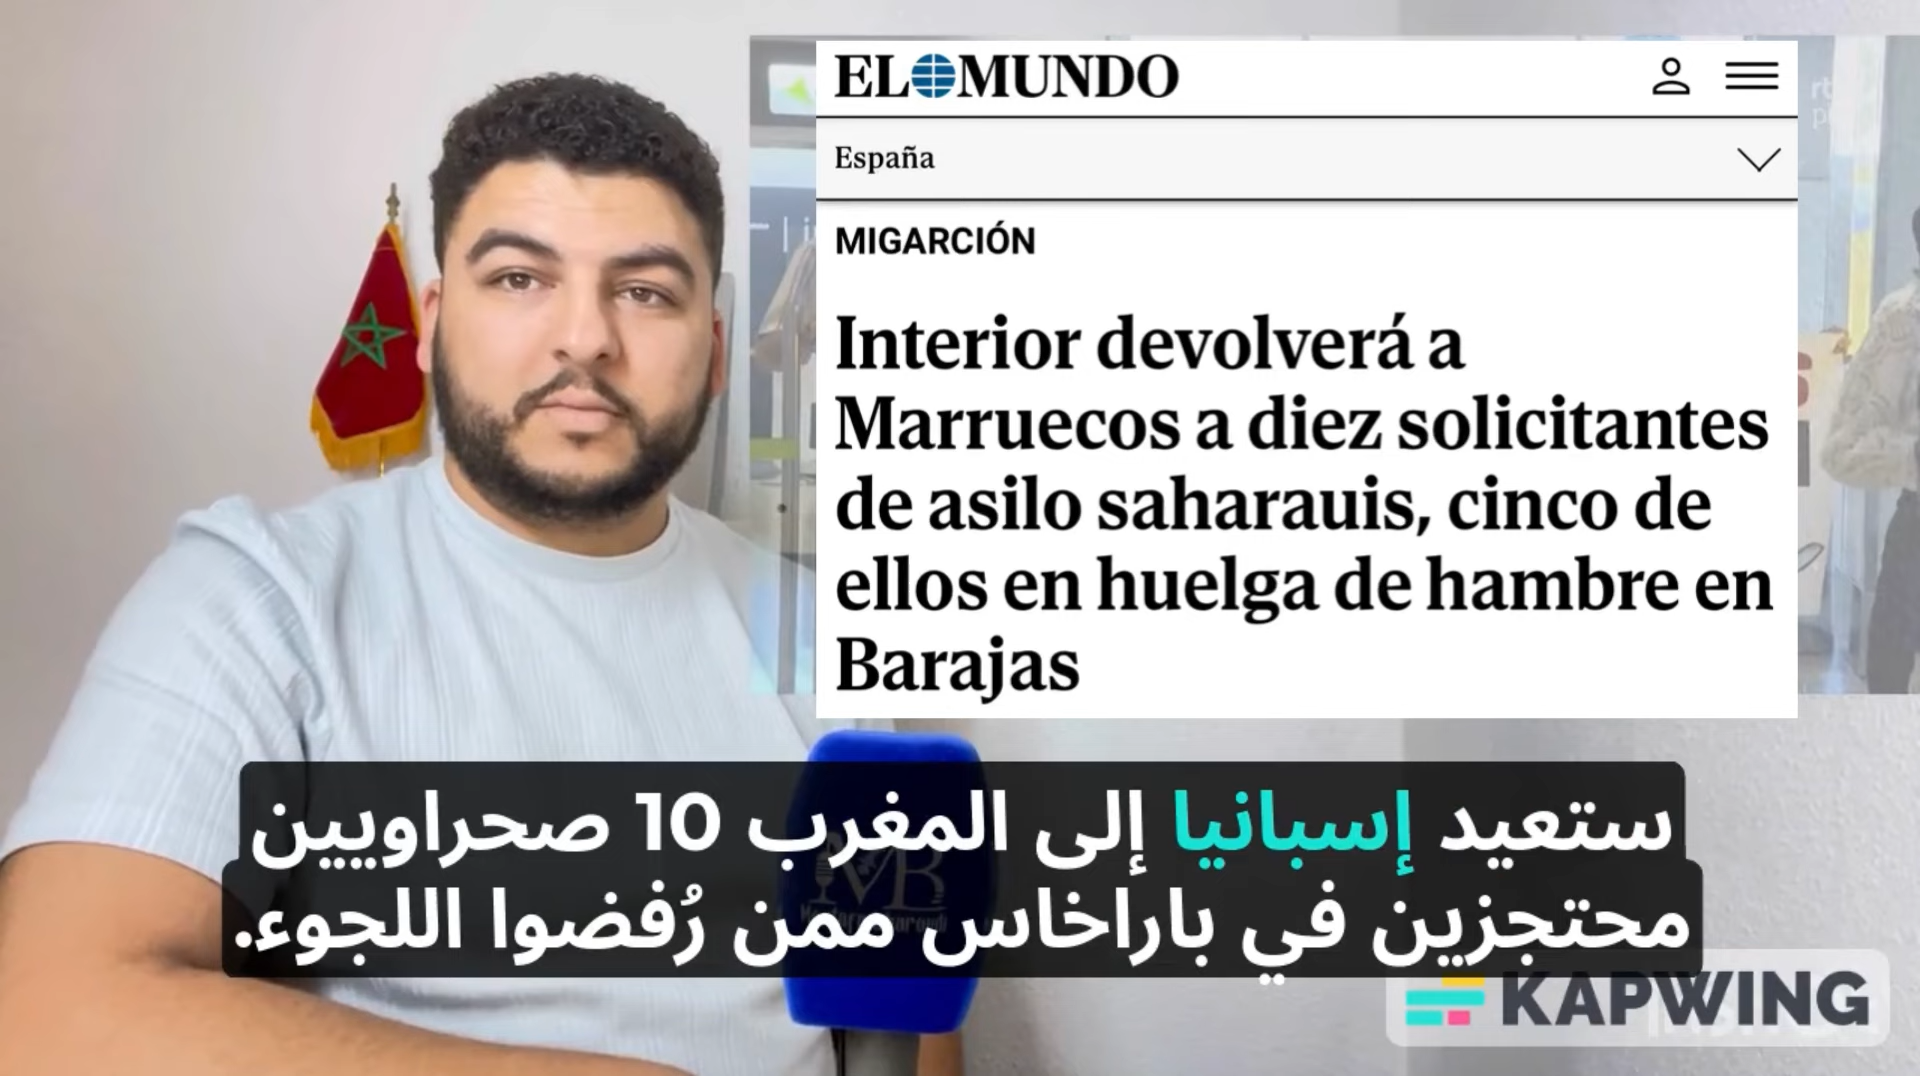 EL MUNDO
España
MIGARCIÓN
Interior devolverá a
Marruecos a diez solicitantes
de asilo saharauis, cinco de
ellos en huelga de hambre en
Barajas
ستعيد إسبانيا إلى المغرب 10 صحراويين
محتجزين في باراخاس ممن رُفضوا اللجوء.
MB
KAPWING